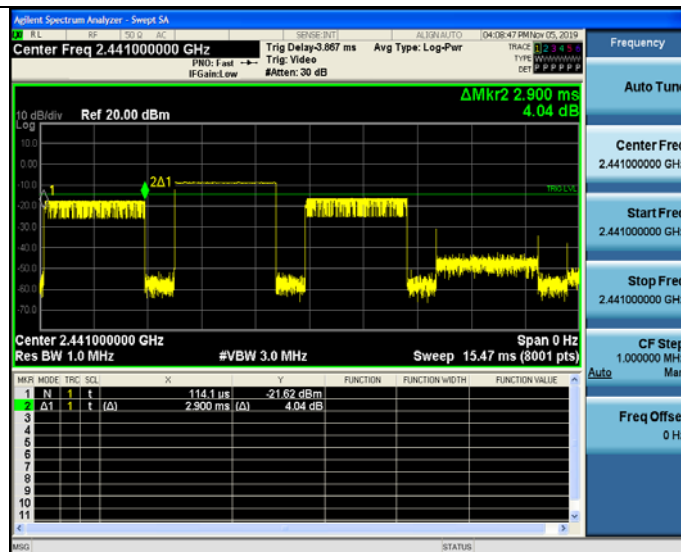 Agilent Spectrum Analyzer - Swept SA
RL RF 50 Ω AC SENSE:INT ALIGNAUTO 04:08:47 PM Nov 05, 2019
Center Freq 2.441000000 GHz
PNO: Fast
IFGain:Low
Trig Delay-3.867 ms
Trig: Video
#Atten: 30 dB
Avg Type: Log-Pwr
TRACE 1 2 3 4 5 6
TYPE
DET P P P P P P
ΔMkr2 2.900 ms
4.04 dB
10 dB/div Ref 20.00 dBm
Log
10.0
0.00
-10.0
-20.0
-30.0
-40.0
-50.0
-60.0
-70.0
1
2Δ1
TRIG LVL
Center 2.441000000 GHz Span 0 Hz
Res BW 1.0 MHz #VBW 3.0 MHz Sweep 15.47 ms (8001 pts)
MKR MODE TRC SCL X Y FUNCTION FUNCTION WIDTH FUNCTION VALUE
1 N 1 t 114.1 us -21.62 dBm
2 Δ1 1 t (Δ) 2.900 ms (Δ) 4.04 dB
3
4
5
6
7
8
9
10
11
MSG STATUS
Frequency
Auto Tune
Center Freq
2.441000000 GHz
Start Freq
2.441000000 GHz
Stop Freq
2.441000000 GHz
CF Step
1.000000 MHz
Auto Man
Freq Offset
0 Hz